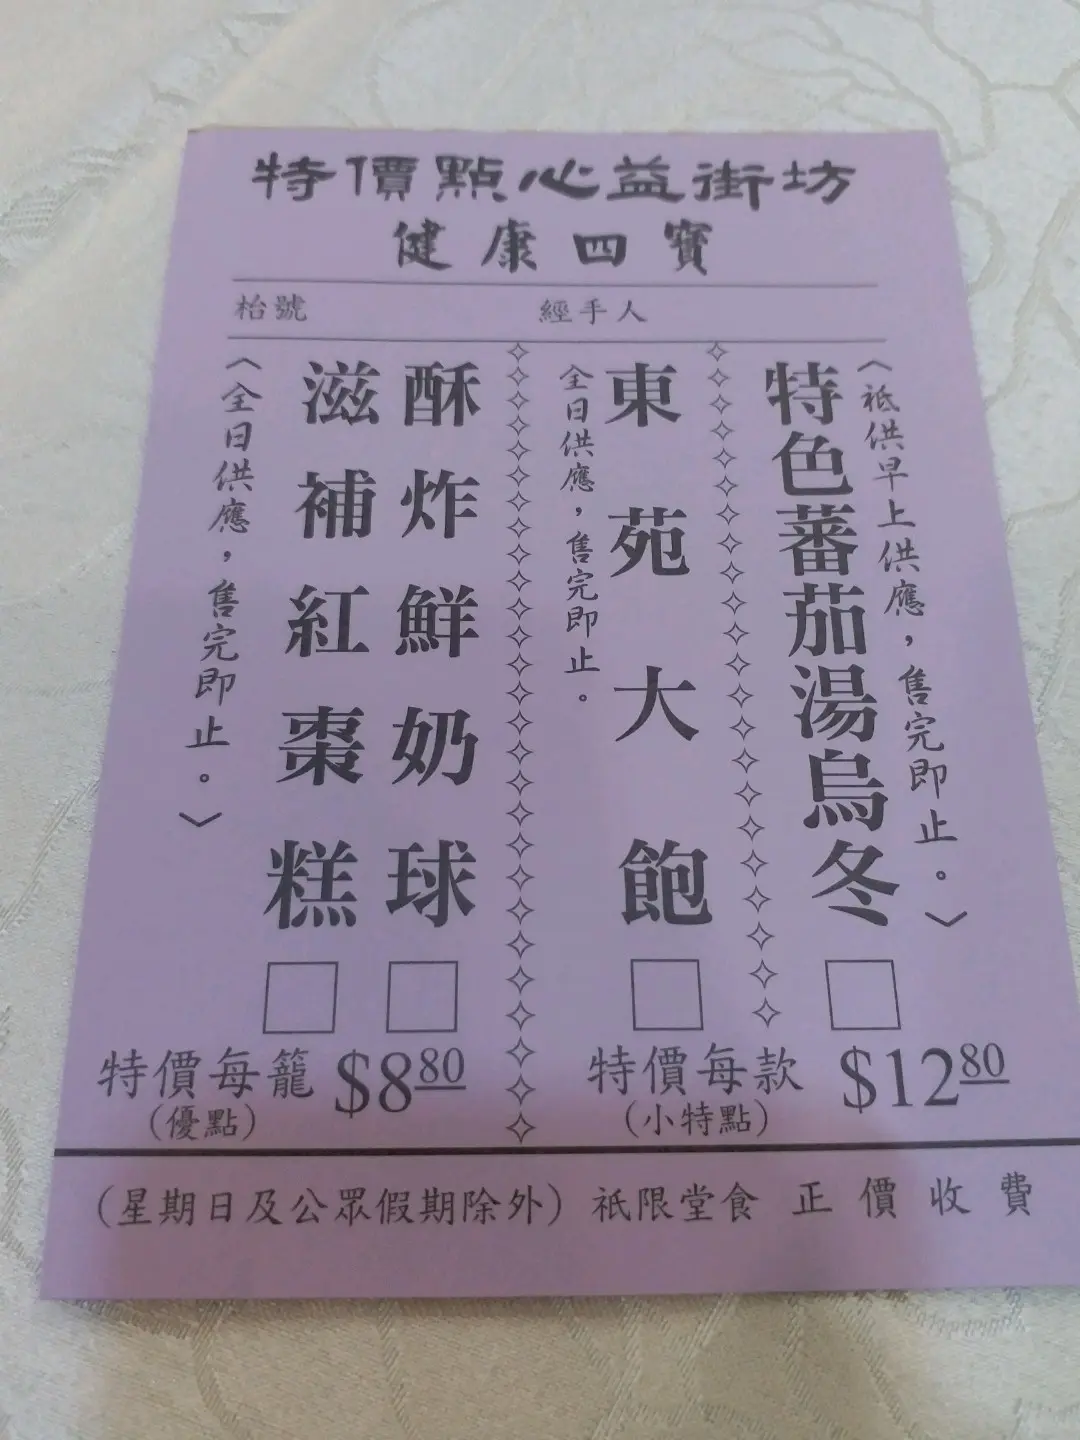 特價點心益街坊
健康四寶
枱號 經手人
〈祗供早上供應，售完即止。〉
特色蕃茄湯烏冬
東苑大飽
全日供應，售完即止。
酥炸鮮奶球
滋補紅棗糕
〈全日供應，售完即止。〉
特價每籠 $8.80
(優點)
特價每款 $12.80
(小特點)
(星期日及公眾假期除外) 祇限堂食 正價收費